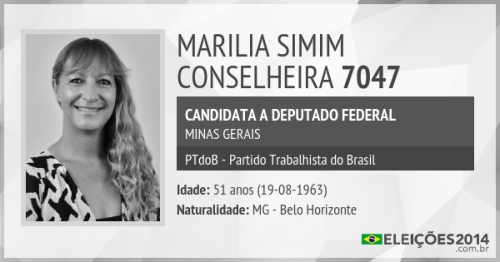 MARILIA SIMIM
CONSELHEIRA 7047
CANDIDATA A DEPUTADO FEDERAL
MINAS GERAIS
PTdoB - Partido Trabalhista do Brasil
Idade: 51 anos (19-08-1963)
Naturalidade: MG - Belo Horizonte
ELEIÇÕES2014
.com.br